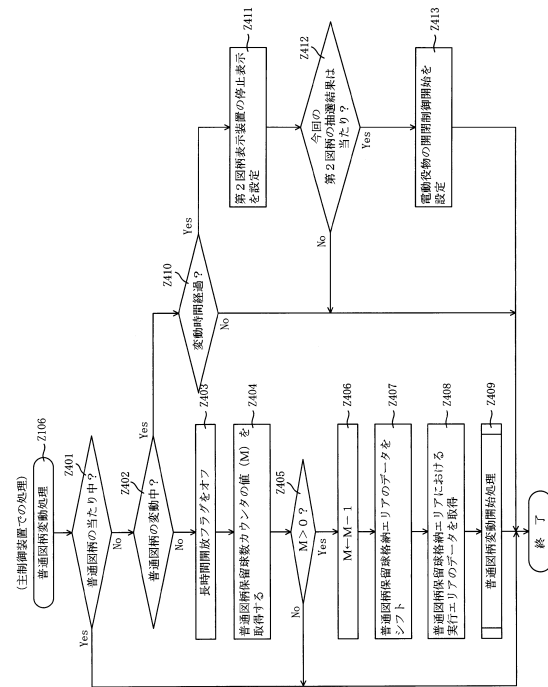 (主制御装置での処理)
普通図柄変動処理
Z106
普通図柄の当たり中?
Z401
Yes
No
普通図柄の変動中?
Z402
Yes
No
長時間開放フラグをオフ
Z403
普通図柄保留球数カウンタの値(M)を
取得する
Z404
M>0?
Z405
No
Yes
M←M-1
Z406
普通図柄保留球格納エリアのデータを
シフト
Z407
普通図柄保留球格納エリアにおける
実行エリアのデータを取得
Z408
普通図柄変動開始処理
Z409
変動時間経過?
Z410
Yes
No
第2図柄表示装置の停止表示
を設定
Z411
今回の
第2図柄の抽選結果は
当たり?
Z412
No
Yes
電動役物の開閉制御開始を
設定
Z413
終 了